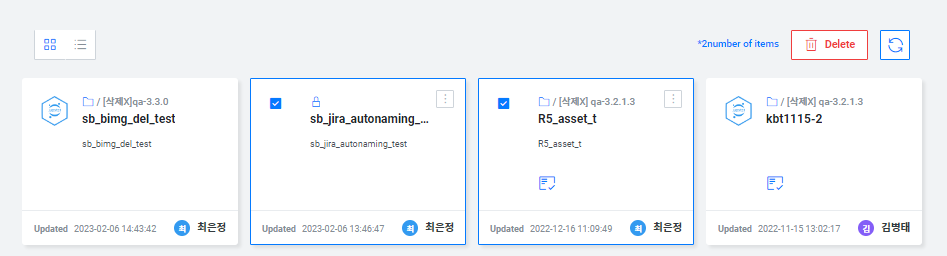 *2number of items
Delete
/ [삭제X]qa-3.3.0
sb_bimg_del_test
sb_bimg_del_test
Updated 2023-02-06 14:43:42
최 최은정
sb_jira_autonaming_...
sb_jira_autonaming_test
Updated 2023-02-06 13:46:47
최 최은정
/ [삭제X] qa-3.2.1.3
R5_asset_t
R5_asset_t
Updated 2022-12-16 11:09:49
최 최은정
/ [삭제X] qa-3.2.1.3
kbt1115-2
Updated 2022-11-15 13:02:17
김 김병태